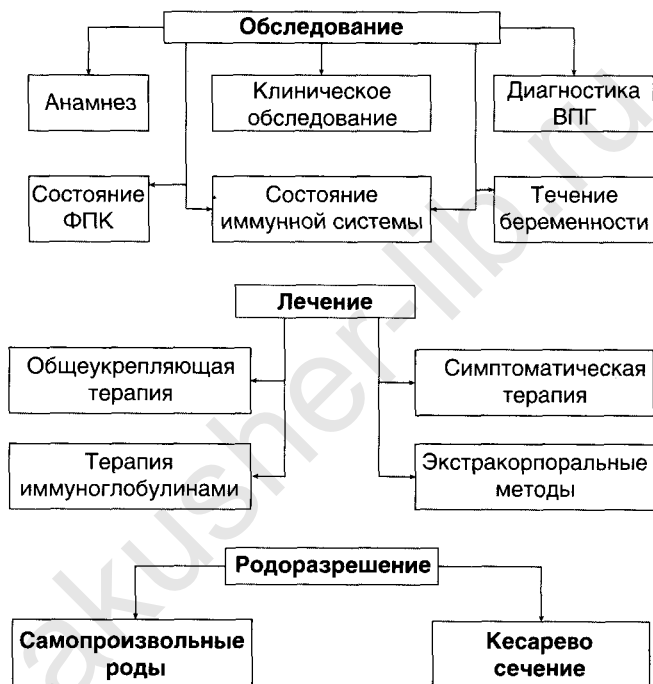 Обследование
Анамнез
Клиническое
обследование
Диагностика
ВПГ
Состояние
ФПК
Состояние
иммунной системы
Течение
беременности
Лечение
Общеукрепляющая
терапия
Симптоматическая
терапия
Терапия
иммуноглобулинами
Экстракорпоральные
методы
Родоразрешение
Самопроизвольные
роды
Кесарево
сечение
akusher-lib.ru